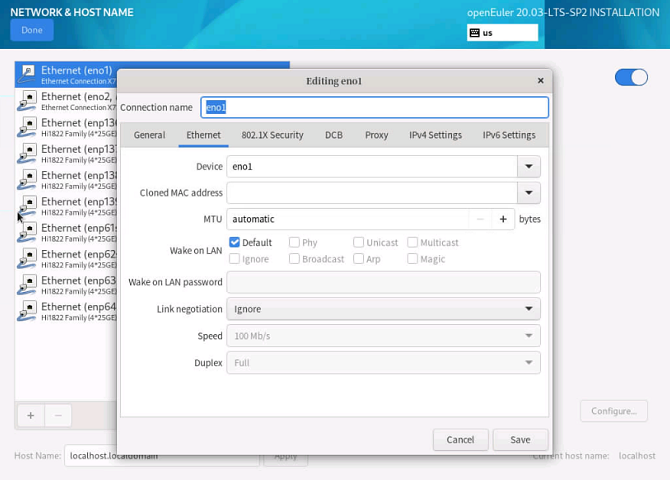 NETWORK & HOST NAME
openEuler 20.03-LTS-SP2 INSTALLATION
Done
us
Ethernet (eno1)
Ethernet Connection X7
Ethernet (eno2,
Ethernet Connection X7
Ethernet (enp136
Hi1822 Family (4*25GE)
Ethernet (enp137
Hi1822 Family (4*25GE)
Ethernet (enp138
Hi1822 Family (4*25GE)
Ethernet (enp139
Hi1822 Family (4*25GE)
Ethernet (enp61s
Hi1822 Family (4*25GE)
Ethernet (enp62
Hi1822 Family (4*25GE)
Ethernet (enp63
Hi1822 Family (4*25GE)
Ethernet (enp64
Hi1822 Family (4*25GE)
Editing eno1
Connection name eno1
General Ethernet 802.1X Security DCB Proxy IPv4 Settings IPv6 Settings
Device eno1
Cloned MAC address
MTU automatic − + bytes
Wake on LAN
Default Phy Unicast Multicast
Ignore Broadcast Arp Magic
Wake on LAN password
Link negotiation Ignore
Speed 100 Mb/s
Duplex Full
Cancel Save
+ −
Configure...
Host Name: localhost.localdomain Apply Current host name: localhost